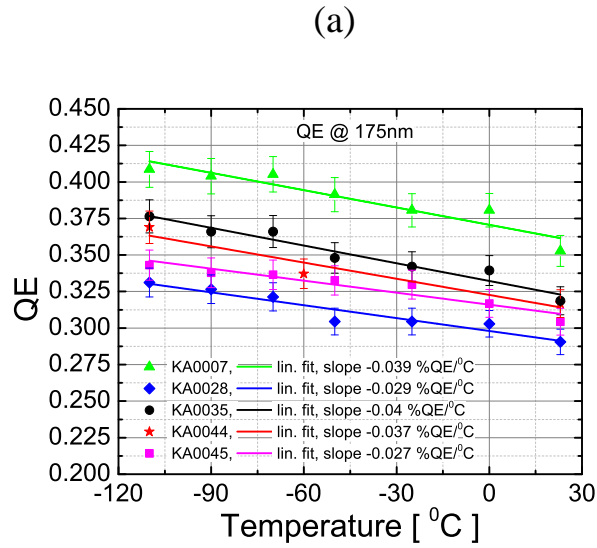 (a)
QE @ 175nm
0.450
0.425
0.400
0.375
0.350
0.325
0.300
0.275
0.250
0.225
0.200
QE
KA0007, lin. fit, slope -0.039 %QE/⁰C
KA0028, lin. fit, slope -0.029 %QE/⁰C
KA0035, lin. fit, slope -0.04 %QE/⁰C
KA0044, lin. fit, slope -0.037 %QE/⁰C
KA0045, lin. fit, slope -0.027 %QE/⁰C
-120 -90 -60 -30 0 30
Temperature [ ⁰C ]